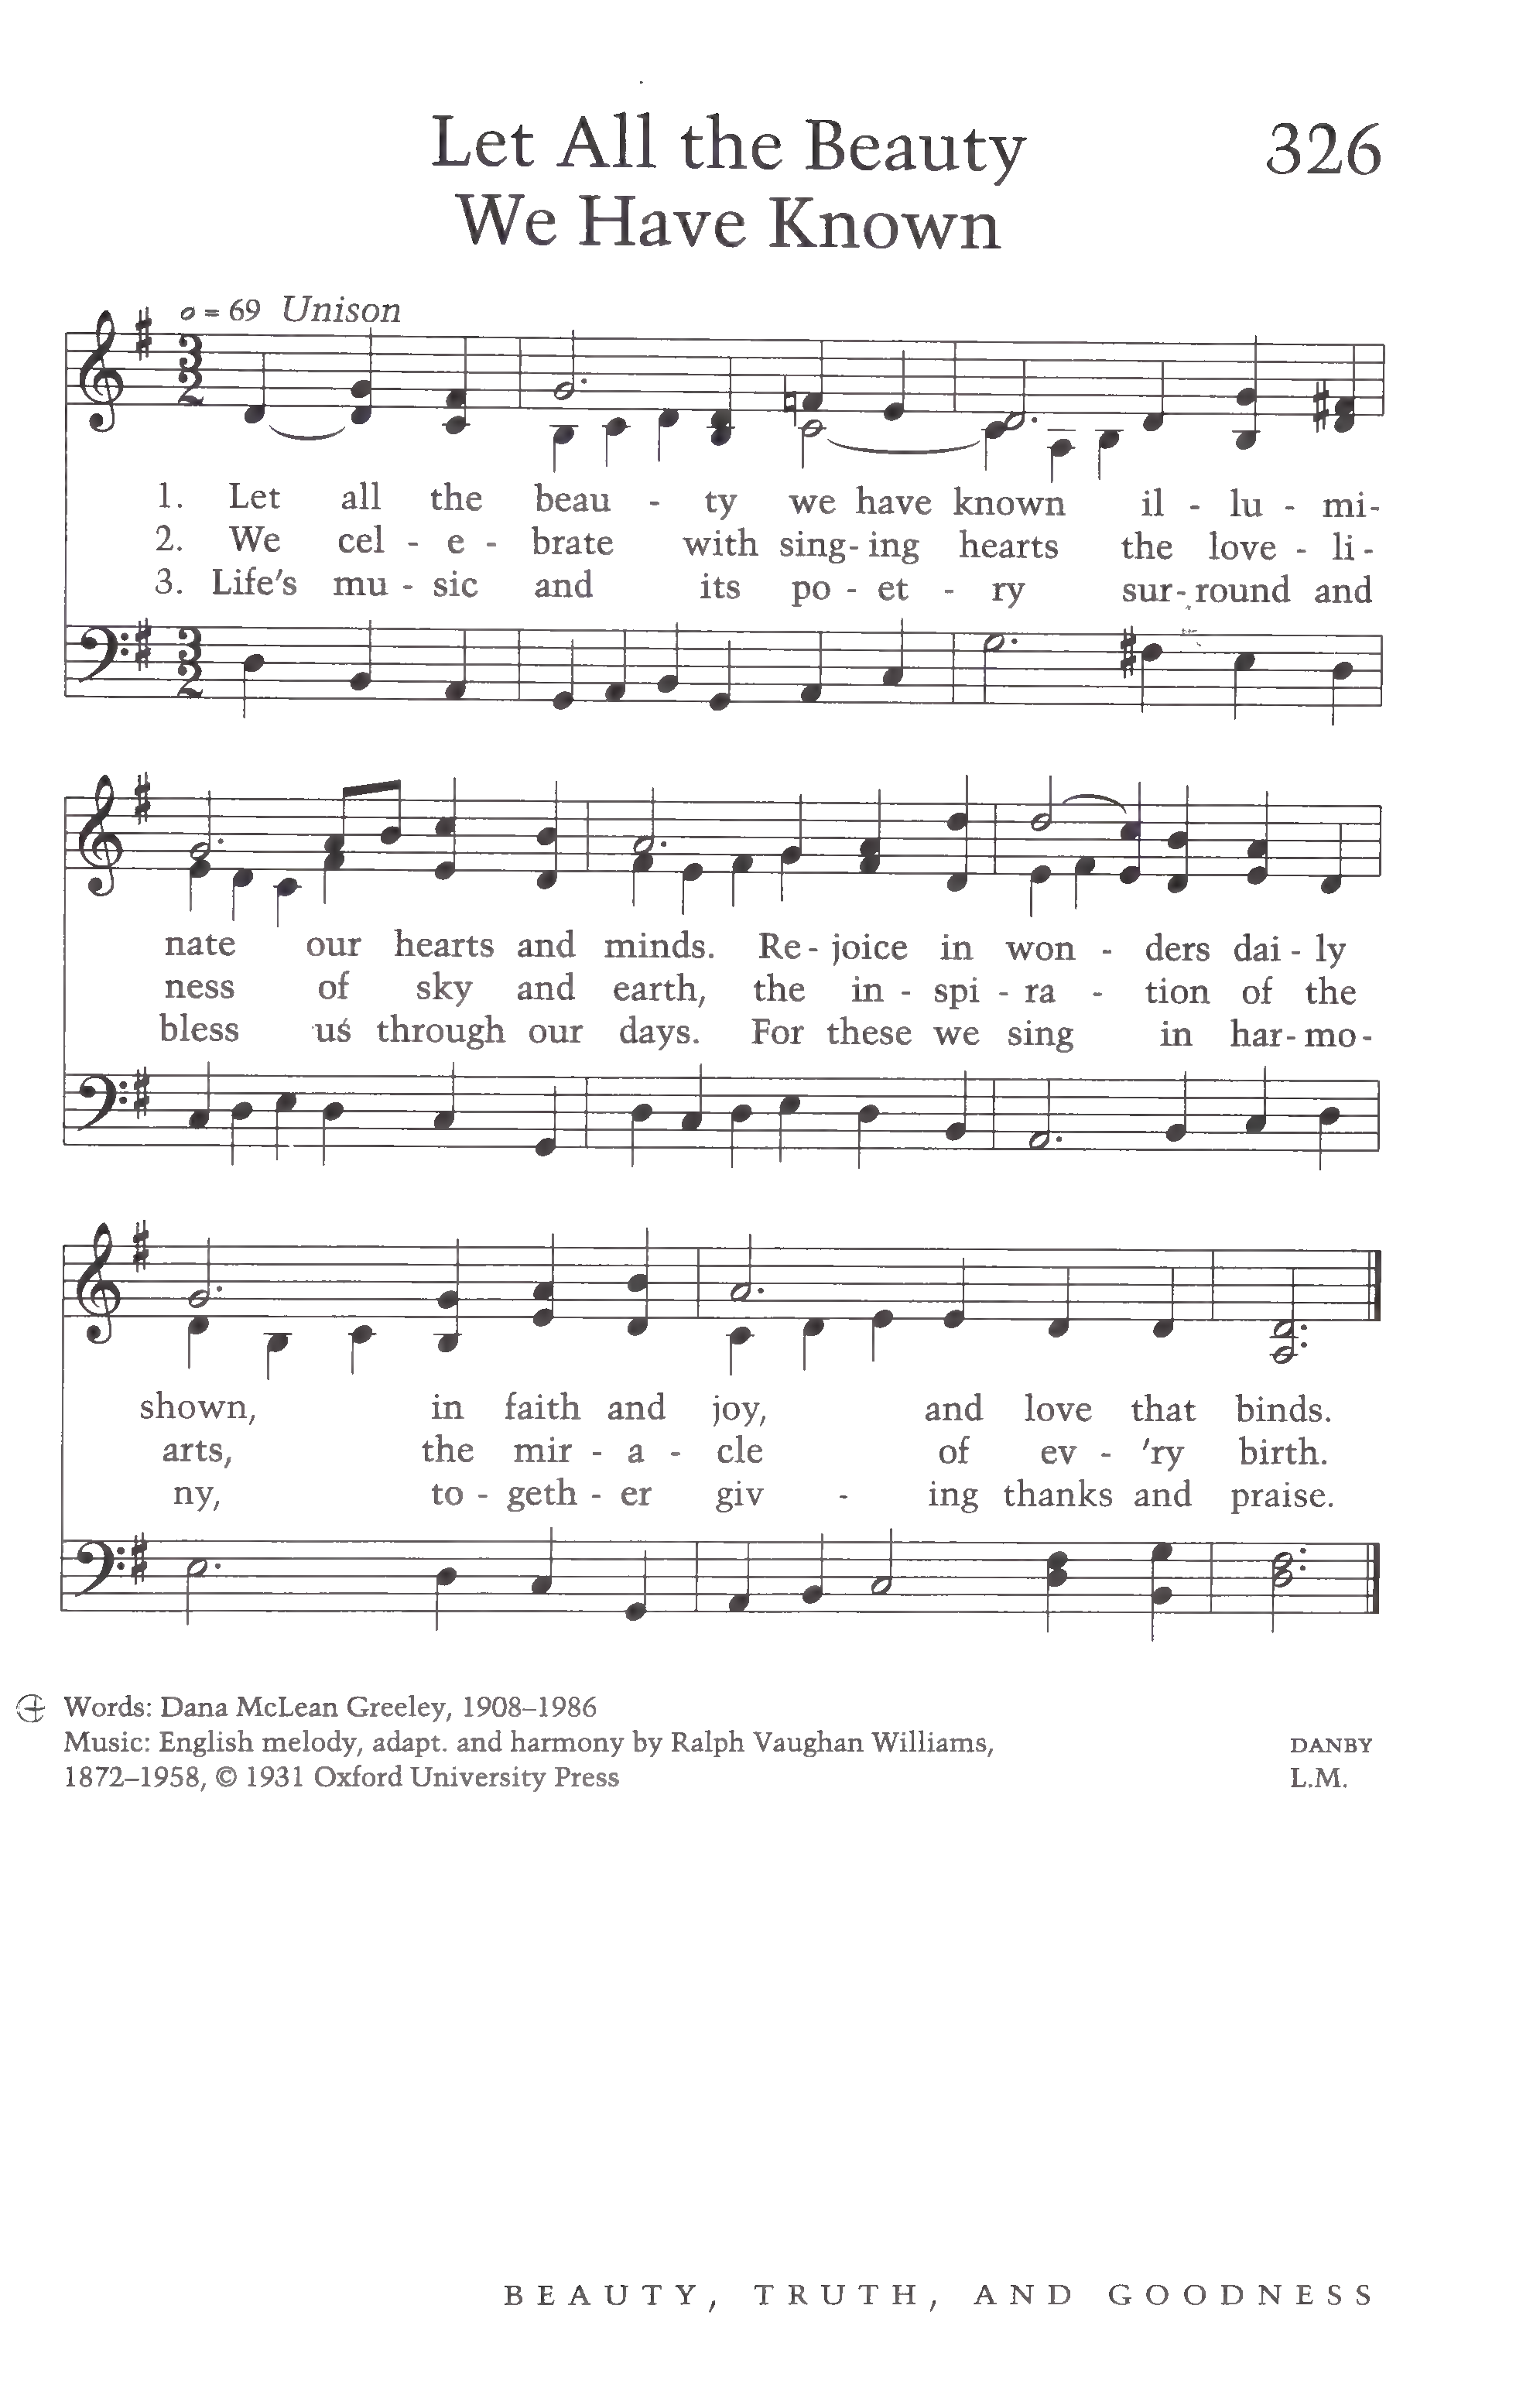 Let All the Beauty 326
We Have Known
= 69 Unison
1. Let all the beau - ty we have known il - lu - mi-
2. We cel - e - brate with sing- ing hearts the love - li-
3. Life's mu - sic and its po - et - ry sur- round and
nate our hearts and minds. Re - joice in won - ders dai - ly
ness of sky and earth, the in - spi - ra - tion of the
bless us through our days. For these we sing in har- mo-
shown, in faith and joy, and love that binds.
arts, the mir - a - cle of ev - 'ry birth.
ny, to - geth - er giv - ing thanks and praise.
Words: Dana McLean Greeley, 1908–1986
Music: English melody, adapt. and harmony by Ralph Vaughan Williams, DANBY
1872–1958, © 1931 Oxford University Press L.M.
BEAUTY, TRUTH, AND GOODNESS